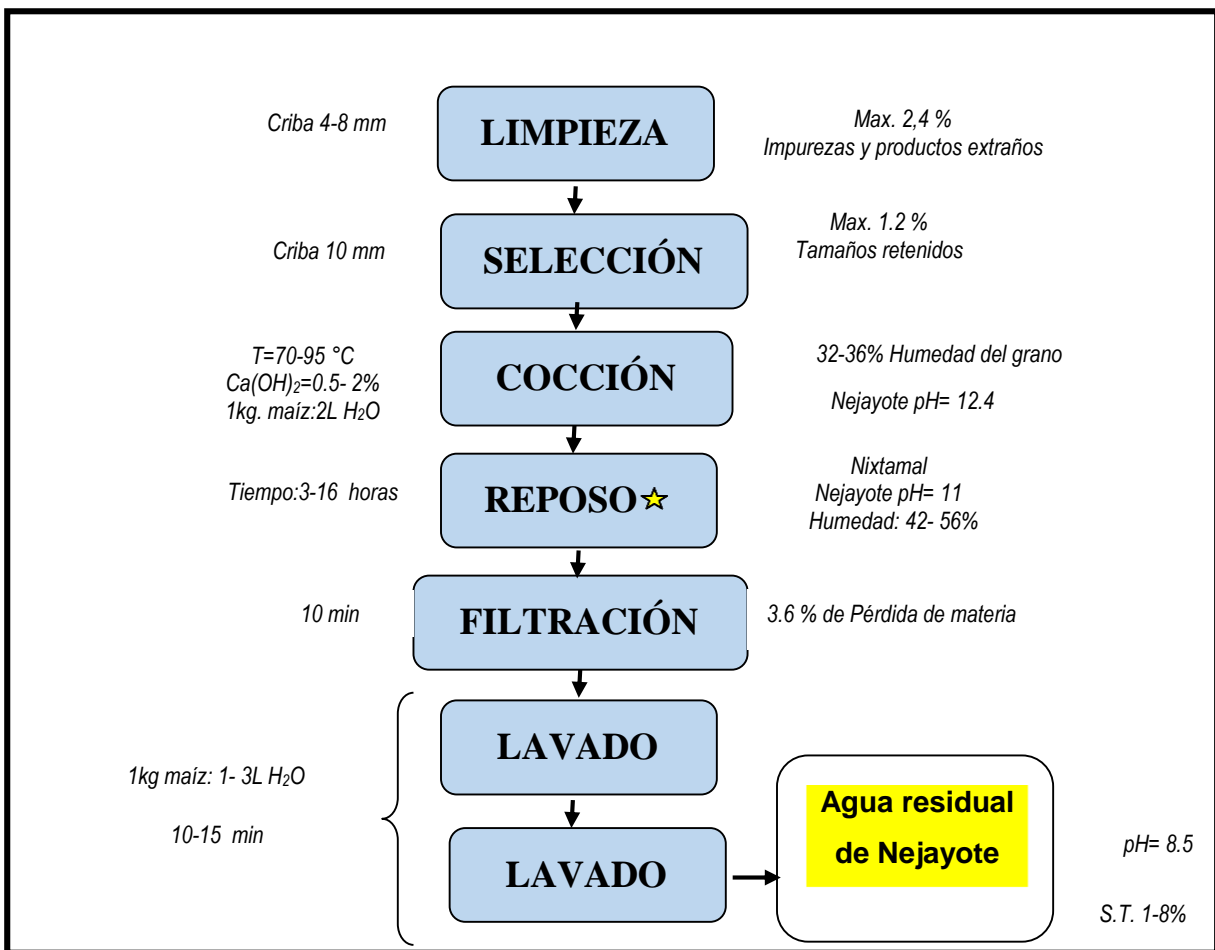 Criba 4-8 mm
LIMPIEZA
Max. 2,4 %
Impurezas y productos extraños
Criba 10 mm
SELECCIÓN
Max. 1.2 %
Tamaños retenidos
T=70-95 °C
Ca(OH)₂=0.5- 2%
1kg. maíz:2L H₂O
COCCIÓN
32-36% Humedad del grano
Nejayote pH= 12.4
Tiempo:3-16 horas
REPOSO
Nixtamal
Nejayote pH= 11
Humedad: 42- 56%
10 min
FILTRACIÓN
3.6 % de Pérdida de materia
1kg maíz: 1- 3L H₂O
10-15 min
LAVADO
LAVADO
Agua residual
de Nejayote
pH= 8.5
S.T. 1-8%